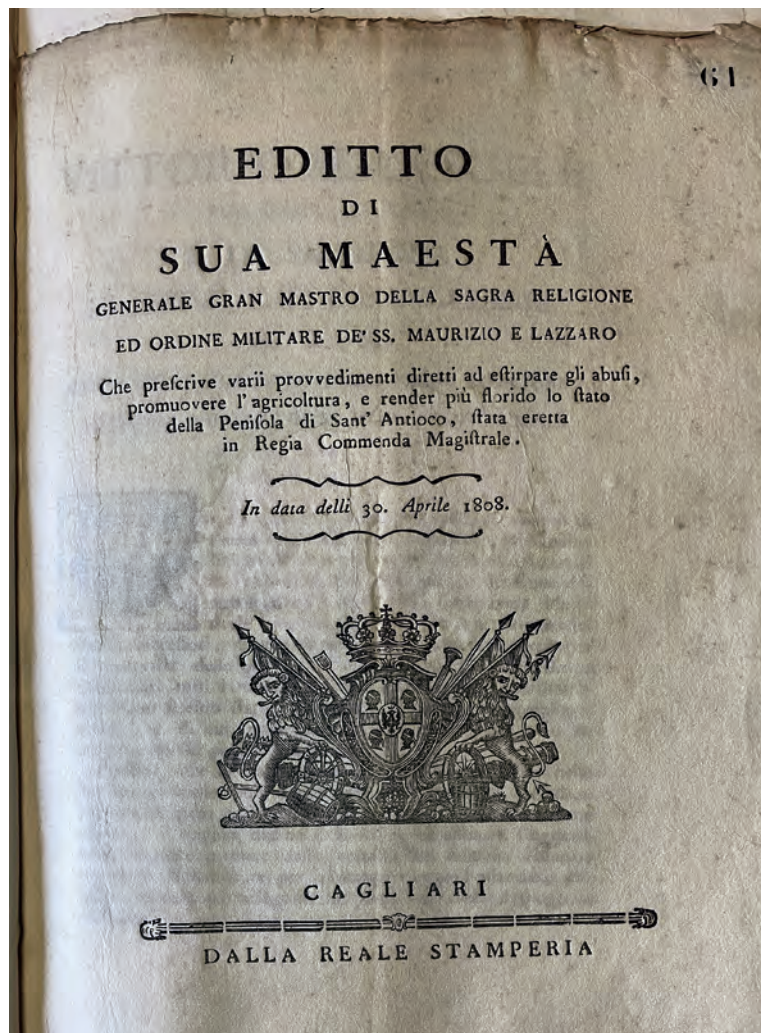 61
EDITTO
DI
SUA MAESTÀ
GENERALE GRAN MASTRO DELLA SAGRA RELIGIONE
ED ORDINE MILITARE DE' SS. MAURIZIO E LAZZARO
Che preſcrive varii provvedimenti diretti ad eſtirpare gli abuſi,
promuovere l'agricoltura, e render più florido lo ſtato
della Peniſola di Sant' Antioco, ſtata eretta
in Regia Commenda Magiſtrale.
In data delli 30. Aprile 1808.
CAGLIARI
DALLA REALE STAMPERIA